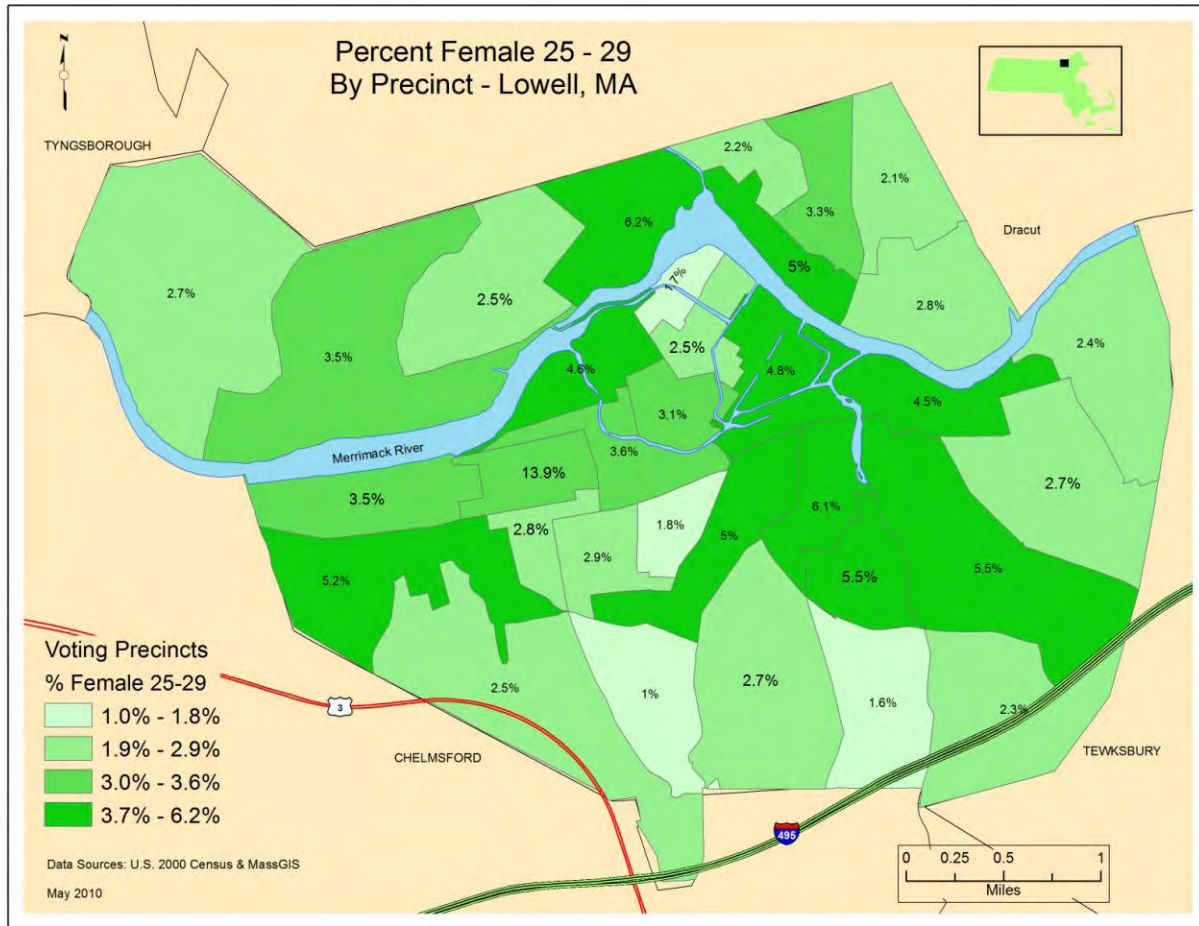 Percent Female 25 - 29
By Precinct - Lowell, MA
z
TYNGSBOROUGH
2.2%
2.1%
3.3%
6.2%
Dracut
5%
1.7%
2.7%
2.5%
2.8%
2.4%
3.5%
2.5%
4.6%
4.8%
4.5%
3.1%
Merrimack River
3.6%
13.9%
2.7%
3.5%
1.8%
2.8%
6.1%
2.9%
5%
5.2%
5.5%
5.5%
2.5%
1%
2.7%
1.6%
2.3%
Voting Precincts
% Female 25-29
1.0% - 1.8%
1.9% - 2.9%
3.0% - 3.6%
3.7% - 6.2%
3
CHELMSFORD
TEWKSBURY
495
Data Sources: U.S. 2000 Census & MassGIS
May 2010
0 0.25 0.5 1
Miles